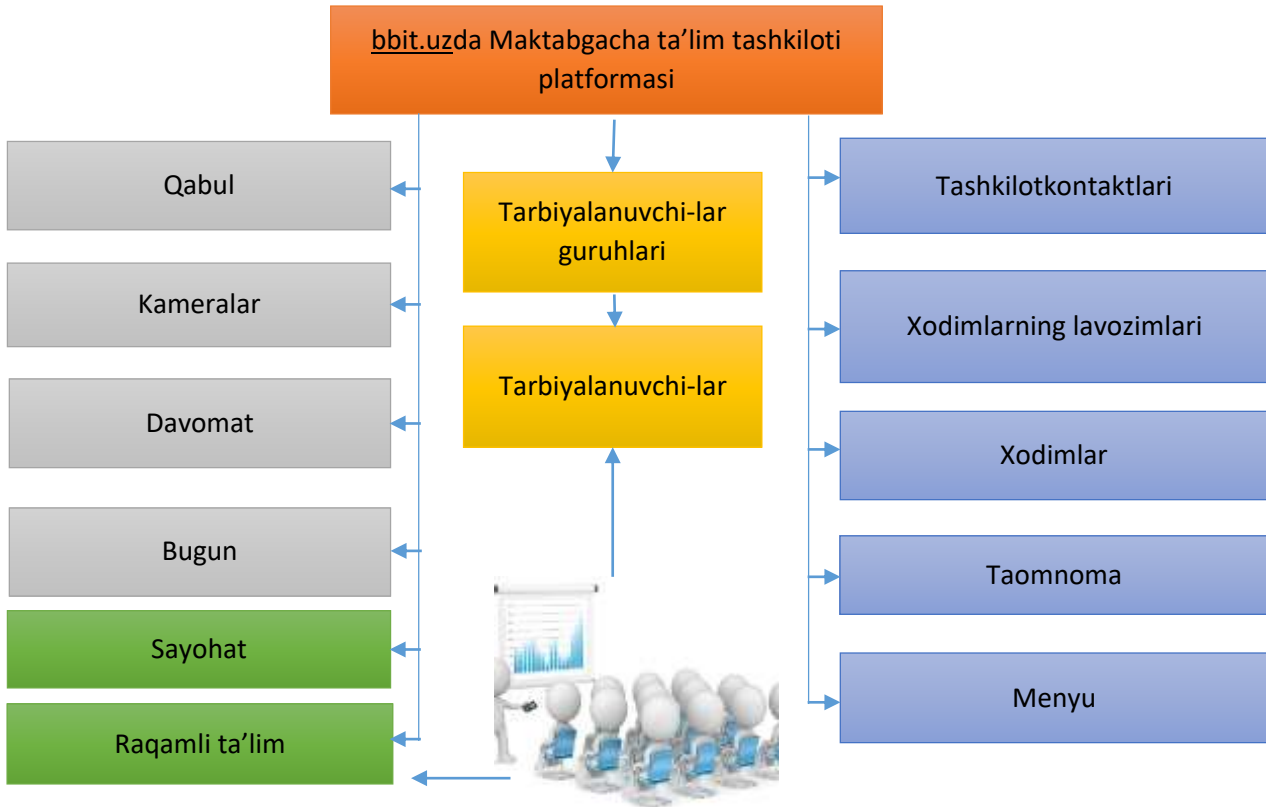 bbit.uzda Maktabgacha ta’lim tashkiloti
platformasi
Qabul
Kameralar
Davomat
Bugun
Sayohat
Raqamli ta’lim
Tarbiyalanuvchi-lar
guruhlari
Tarbiyalanuvchi-lar
Tashkilotkontaktlari
Xodimlarning lavozimlari
Xodimlar
Taomnoma
Menyu